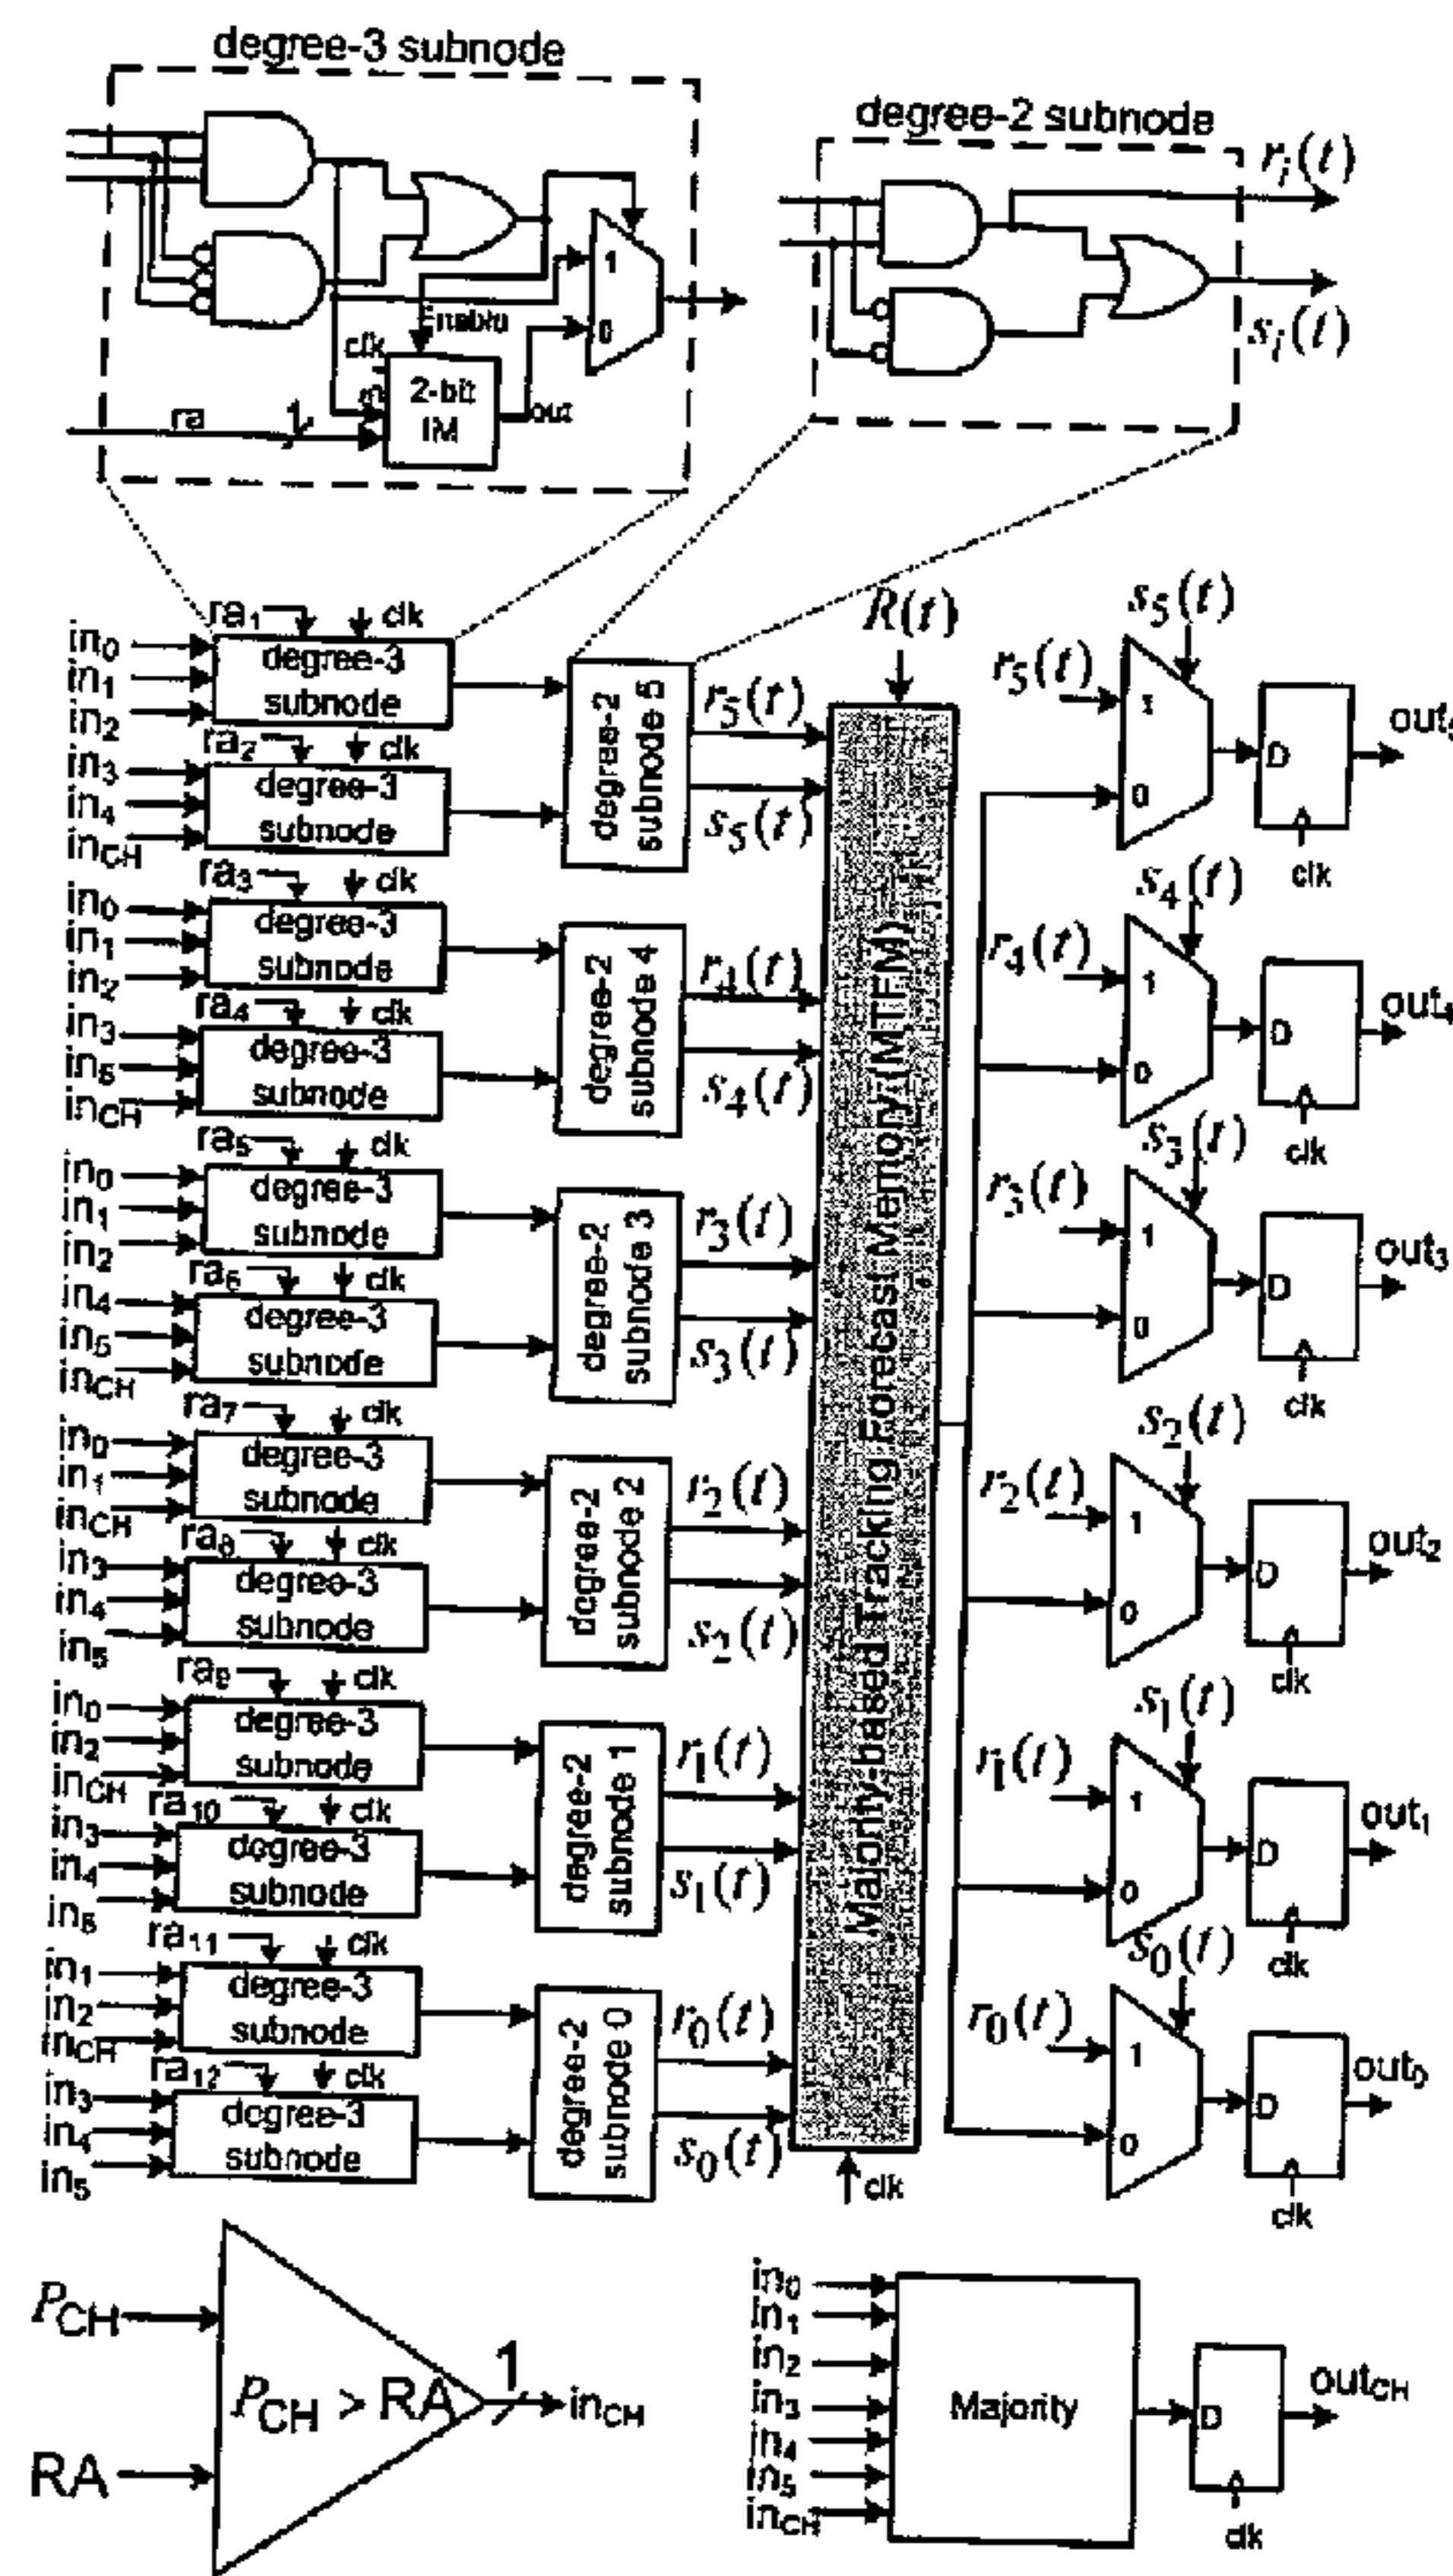 degree-3 subnode
degree-2 subnode
r_i(t)
s_i(t)
1
0
Enable
clk
in
2-bit
IM
out
ra
1
ra₁ clk
in₀
in₁
in₂
degree-3
subnode
ra₂ clk
in₃
in₄
in_CH
degree-3
subnode
degree-2
subnode 5
r₅(t)
s₅(t)
ra₃ clk
in₀
in₁
in₂
degree-3
subnode
ra₄ clk
in₃
in₅
in_CH
degree-3
subnode
degree-2
subnode 4
r₄(t)
s₄(t)
ra₅ clk
in₀
in₁
in₂
degree-3
subnode
ra₆ clk
in₄
in₅
in_CH
degree-3
subnode
degree-2
subnode 3
r₃(t)
s₃(t)
ra₇ clk
in₀
in₁
in_CH
degree-3
subnode
ra₈ clk
in₃
in₄
in₅
degree-3
subnode
degree-2
subnode 2
r₂(t)
s₂(t)
ra₉ clk
in₀
in₂
in_CH
degree-3
subnode
ra₁₀ clk
in₃
in₄
in₅
degree-3
subnode
degree-2
subnode 1
r₁(t)
s₁(t)
ra₁₁ clk
in₁
in₂
in_CH
degree-3
subnode
ra₁₂ clk
in₃
in₄
in₅
degree-3
subnode
degree-2
subnode 0
r₀(t)
s₀(t)
R(t)
Majority-based Tracking Forecast Memory (MTFM)
clk
s₅(t)
r₅(t)
1
0
D
clk
out₅
s₄(t)
r₄(t)
1
0
D
clk
out₄
s₃(t)
r₃(t)
1
0
D
clk
out₃
s₂(t)
r₂(t)
1
0
D
clk
out₂
s₁(t)
r₁(t)
1
0
D
clk
out₁
s₀(t)
r₀(t)
1
0
D
clk
out₀
P_CH
RA
P_CH > RA
1
in_CH
in₀
in₁
in₂
in₃
in₄
in₅
in_CH
Majority
D
clk
out_CH